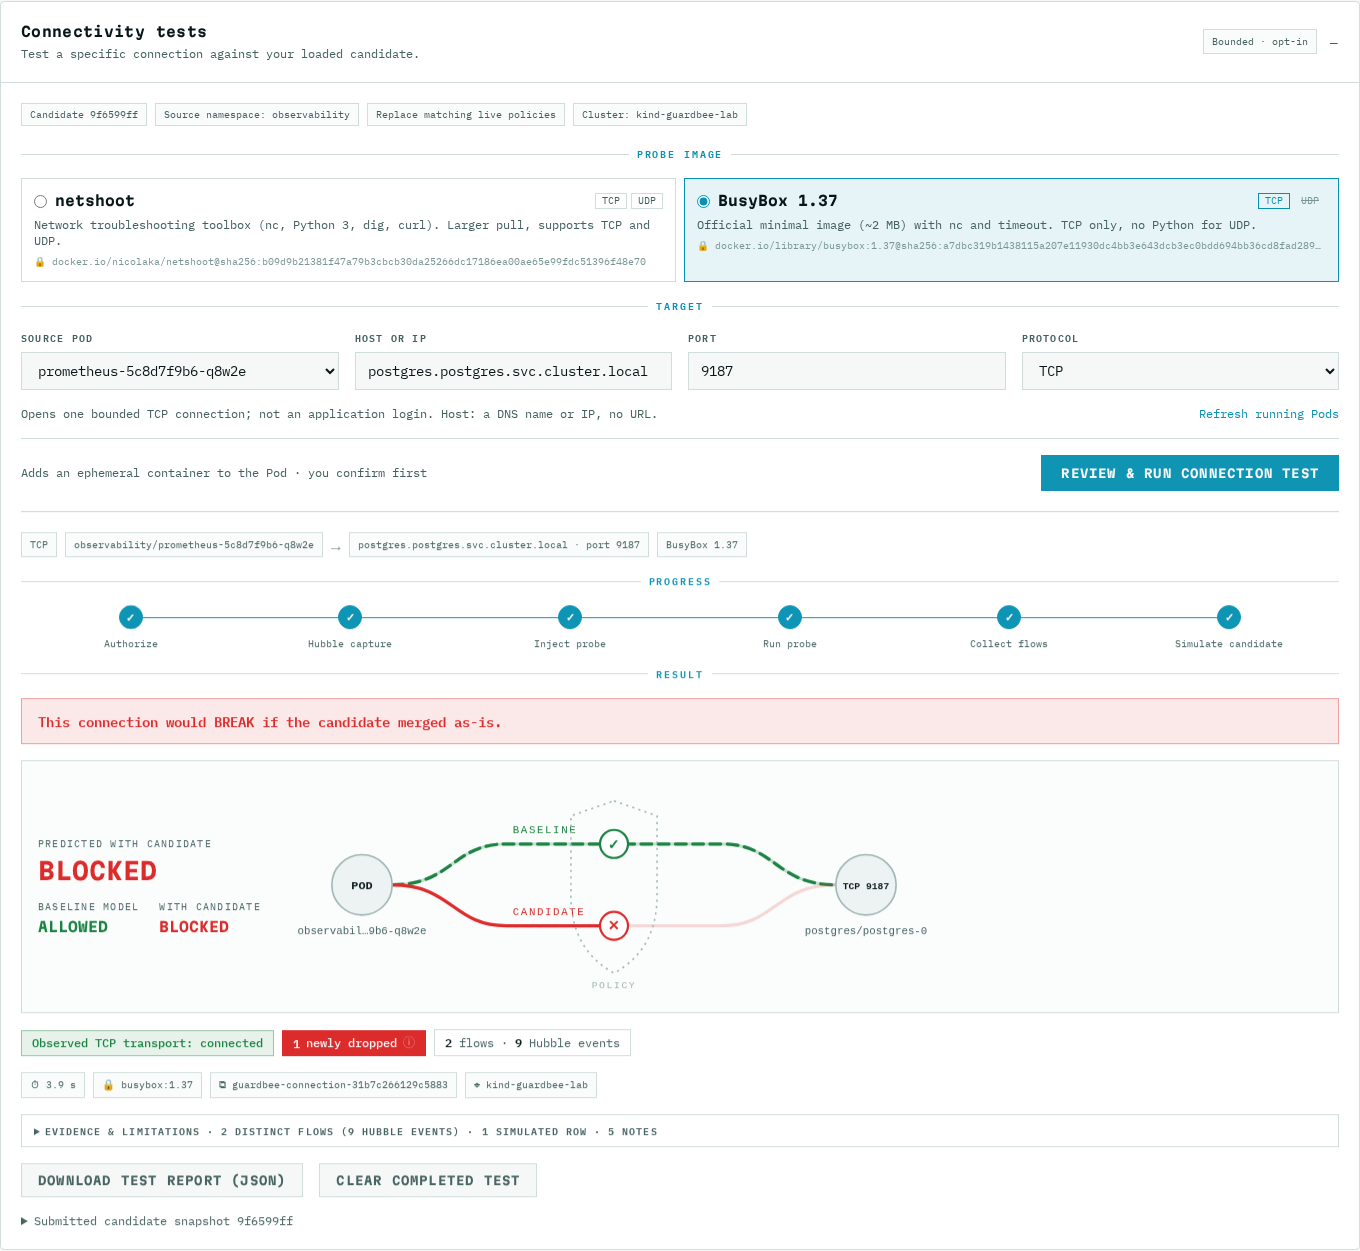 Connectivity tests
Test a specific connection against your loaded candidate.
Bounded · opt-in
–
Candidate 9f6599ff
Source namespace: observability
Replace matching live policies
Cluster: kind-guardbee-lab
PROBE IMAGE
netshoot
TCP
UDP
Network troubleshooting toolbox (nc, Python 3, dig, curl). Larger pull, supports TCP and
UDP.
docker.io/nicolaka/netshoot@sha256:b09d9b21381f47a79b3cbcb30da25266dc17186ea00ae65e99fdc51396f48e70
BusyBox 1.37
TCP
UDP
Official minimal image (~2 MB) with nc and timeout. TCP only, no Python for UDP.
docker.io/library/busybox:1.37@sha256:a7dbc319b1438115a207e11930dc4bb3e643dcb3ec0bdd694bb36cd8fad289…
TARGET
SOURCE POD
prometheus-5c8d7f9b6-q8w2e
HOST OR IP
postgres.postgres.svc.cluster.local
PORT
9187
PROTOCOL
TCP
Opens one bounded TCP connection; not an application login. Host: a DNS name or IP, no URL.
Refresh running Pods
Adds an ephemeral container to the Pod · you confirm first
REVIEW & RUN CONNECTION TEST
TCP
observability/prometheus-5c8d7f9b6-q8w2e
→
postgres.postgres.svc.cluster.local · port 9187
BusyBox 1.37
PROGRESS
Authorize
Hubble capture
Inject probe
Run probe
Collect flows
Simulate candidate
RESULT
This connection would BREAK if the candidate merged as-is.
PREDICTED WITH CANDIDATE
BLOCKED
BASELINE MODEL
ALLOWED
WITH CANDIDATE
BLOCKED
BASELINE
POD
CANDIDATE
TCP 9187
observabil…9b6-q8w2e
postgres/postgres-0
POLICY
Observed TCP transport: connected
1 newly dropped ⓘ
2 flows · 9 Hubble events
3.9 s
busybox:1.37
guardbee-connection-31b7c266129c5883
kind-guardbee-lab
EVIDENCE & LIMITATIONS · 2 DISTINCT FLOWS (9 HUBBLE EVENTS) · 1 SIMULATED ROW · 5 NOTES
DOWNLOAD TEST REPORT (JSON)
CLEAR COMPLETED TEST
Submitted candidate snapshot 9f6599ff